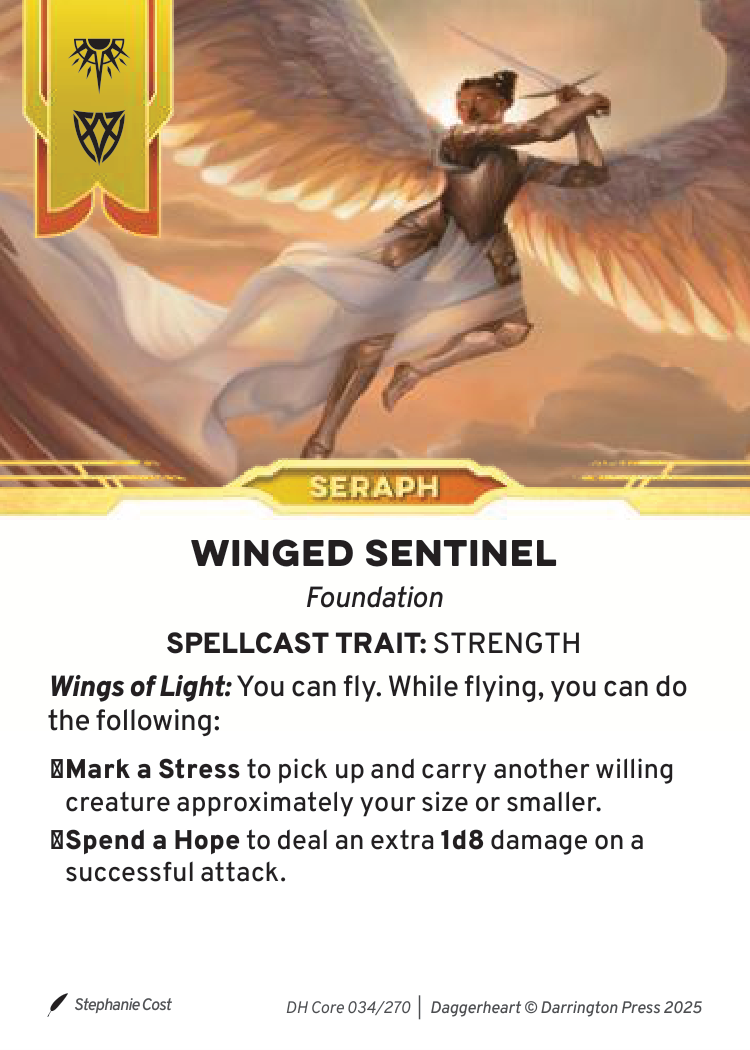 SERAPH
WINGED SENTINEL
Foundation
SPELLCAST TRAIT: STRENGTH
Wings of Light: You can fly. While flying, you can do
the following:
Mark a Stress to pick up and carry another willing
creature approximately your size or smaller.
Spend a Hope to deal an extra 1d8 damage on a
successful attack.
Stephanie Cost
DH Core 034/270 | Daggerheart © Darrington Press 2025